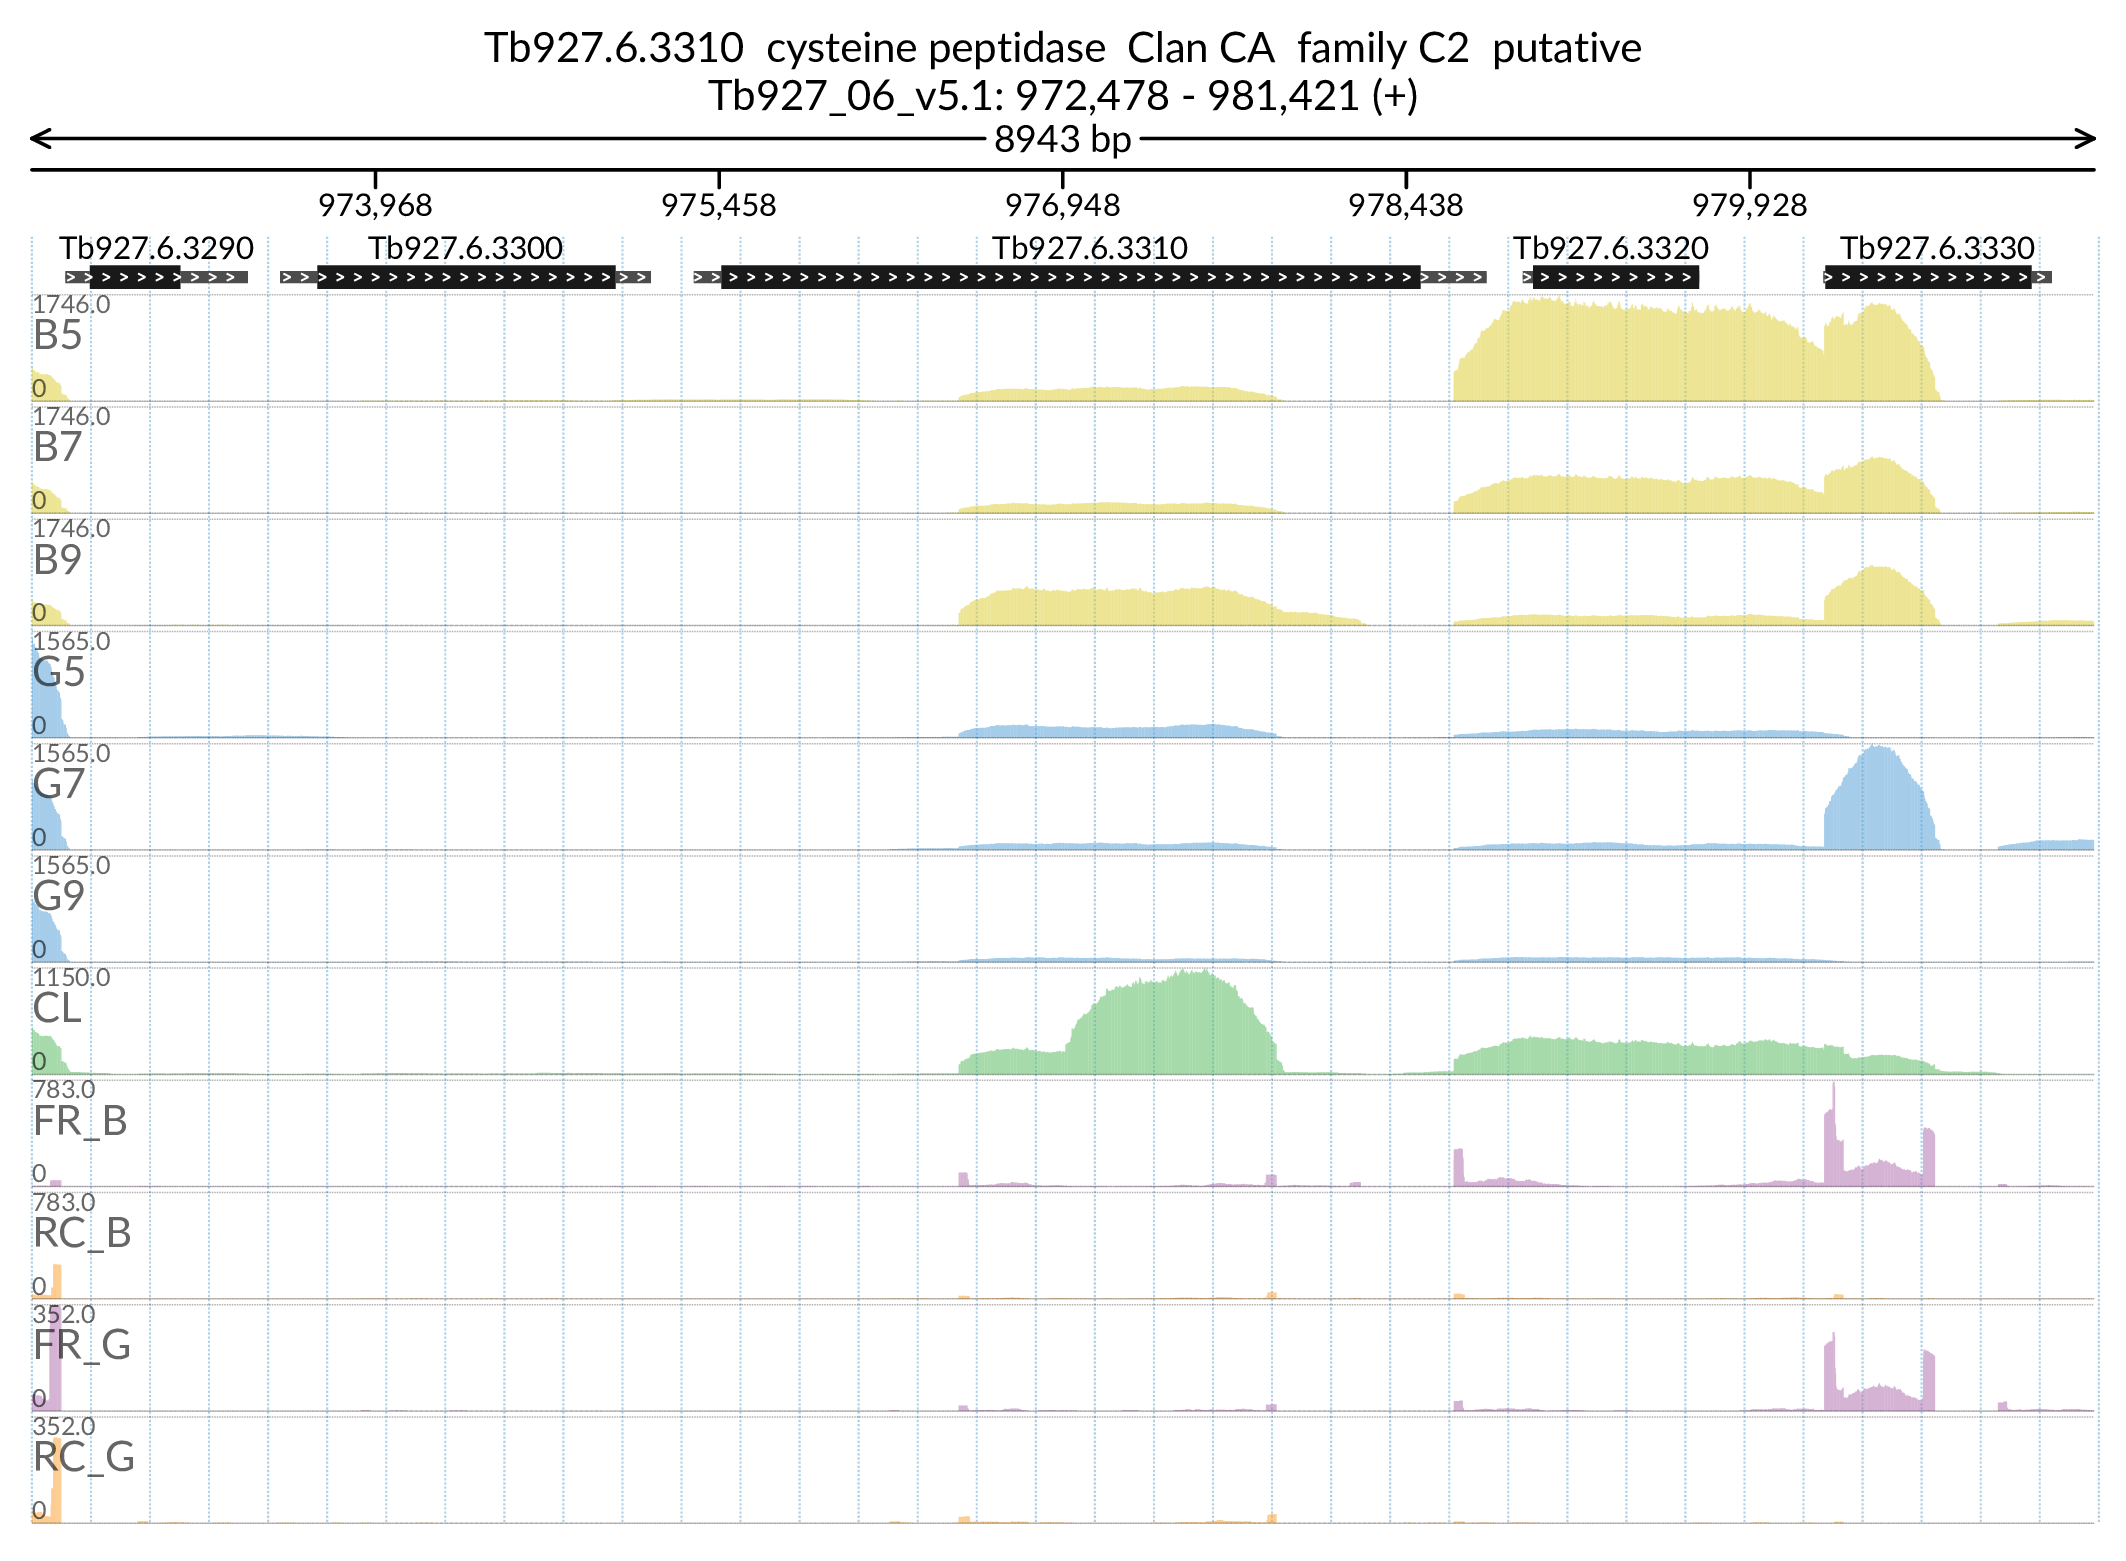 Tb927.6.3310  cysteine peptidase  Clan CA  family C2  putative
Tb927_06_v5.1: 972,478 - 981,421 (+)
8943 bp
973,968 975,458 976,948 978,438 979,928
Tb927.6.3290 Tb927.6.3300 Tb927.6.3310 Tb927.6.3320 Tb927.6.3330
1746.0
B5
0
1746.0
B7
0
1746.0
B9
0
1565.0
G5
0
1565.0
G7
0
1565.0
G9
0
1150.0
CL
0
783.0
FR_B
0
783.0
RC_B
0
352.0
FR_G
0
352.0
RC_G
0